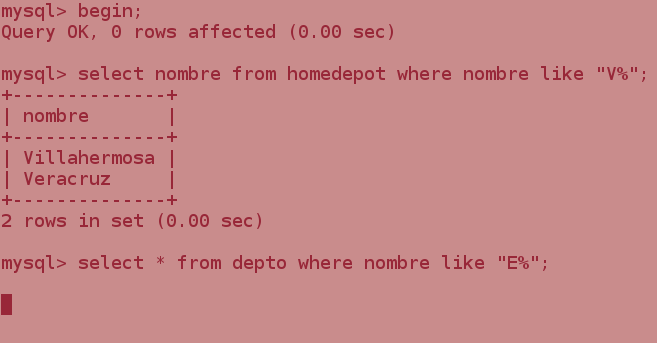 mysql> begin;
Query OK, 0 rows affected (0.00 sec)
mysql> select nombre from homedepot where nombre like "V%";
+--------------+
| nombre       |
+--------------+
| Villahermosa |
| Veracruz     |
+--------------+
2 rows in set (0.00 sec)
mysql> select * from depto where nombre like "E%";